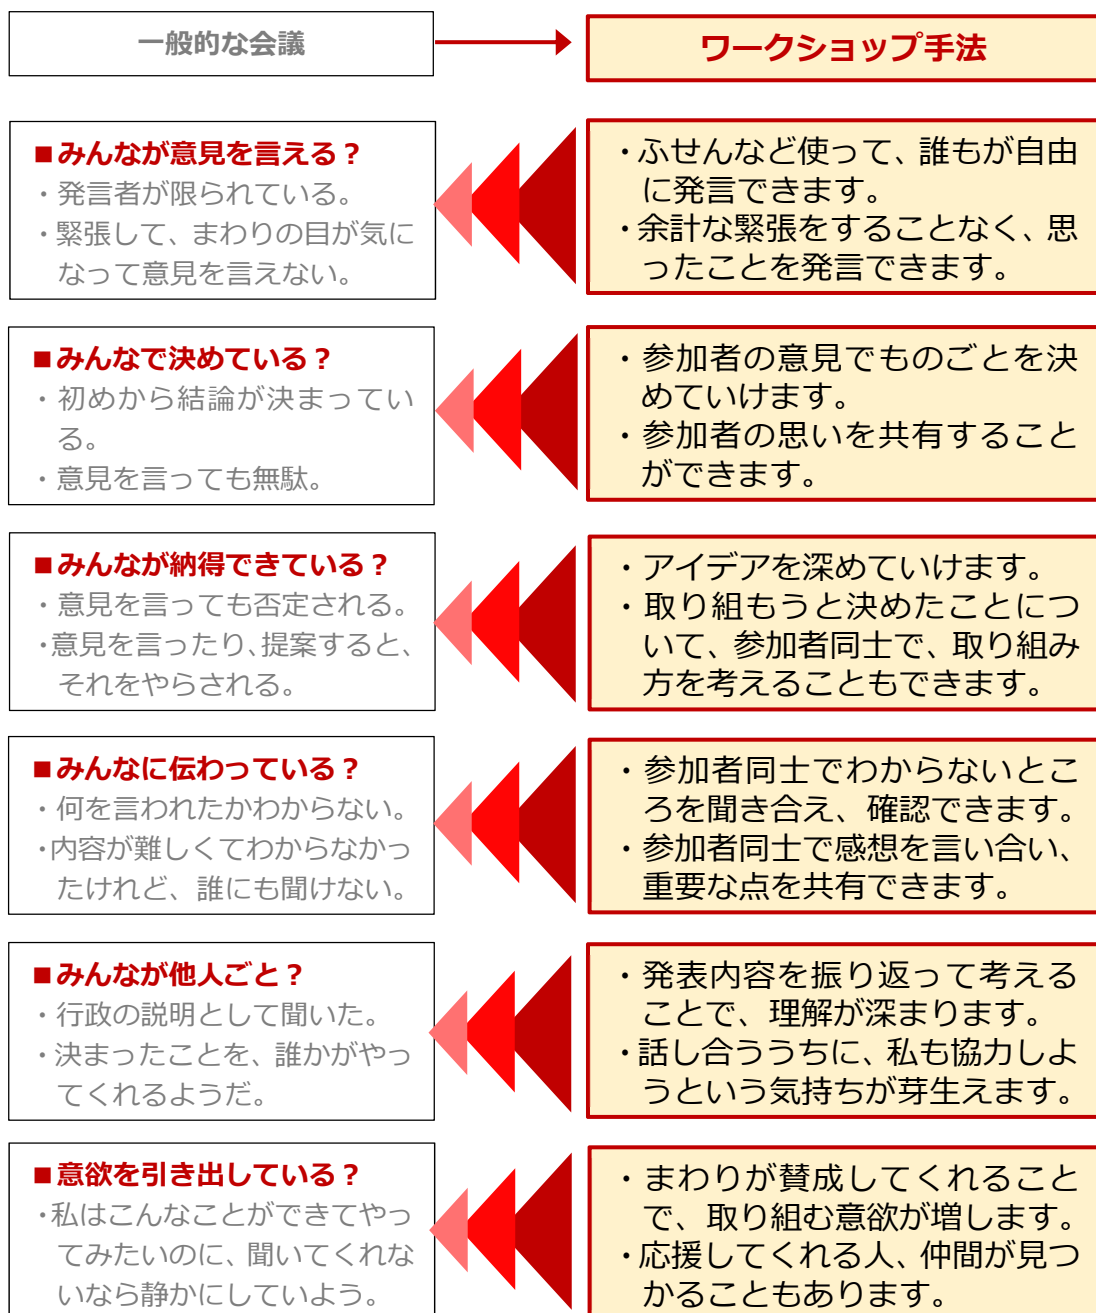 一般的な会議
ワークショップ手法
■みんなが意見を言える？
・発言者が限られている。
・緊張して、まわりの目が気に
なって意見を言えない。
・ふせんなど使って、誰もが自由
に発言できます。
・余計な緊張をすることなく、思
ったことを発言できます。
■みんなで決めている？
・初めから結論が決まってい
る。
・意見を言っても無駄。
・参加者の意見でものごとを決
めていけます。
・参加者の思いを共有すること
ができます。
■みんなが納得できている？
・意見を言っても否定される。
・意見を言ったり、提案すると、
それをやらされる。
・アイデアを深めていけます。
・取り組もうと決めたことにつ
いて、参加者同士で、取り組み
方を考えることもできます。
■みんなに伝わっている？
・何を言われたかわからない。
・内容が難しくてわからなかっ
たけれど、誰にも聞けない。
・参加者同士でわからないとこ
ろを聞き合え、確認できます。
・参加者同士で感想を言い合い、
重要な点を共有できます。
■みんなが他人ごと？
・行政の説明として聞いた。
・決まったことを、誰かがやっ
てくれるようだ。
・発表内容を振り返って考える
ことで、理解が深まります。
・話し合ううちに、私も協力しよ
うという気持ちが芽生えます。
■意欲を引き出している？
・私はこんなことができてやっ
てみたいのに、聞いてくれな
いなら静かにしていよう。
・まわりが賛成してくれること
で、取り組む意欲が増します。
・応援してくれる人、仲間が見つ
かることもあります。